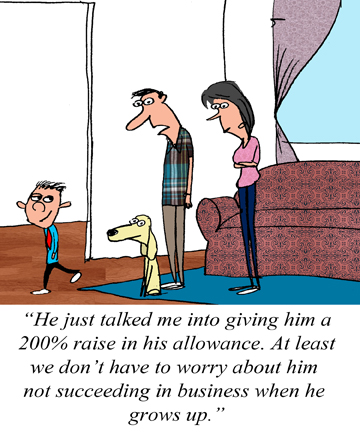 “He just talked me into giving him a
200% raise in his allowance. At least
we don’t have to worry about him
not succeeding in business when he
grows up.”